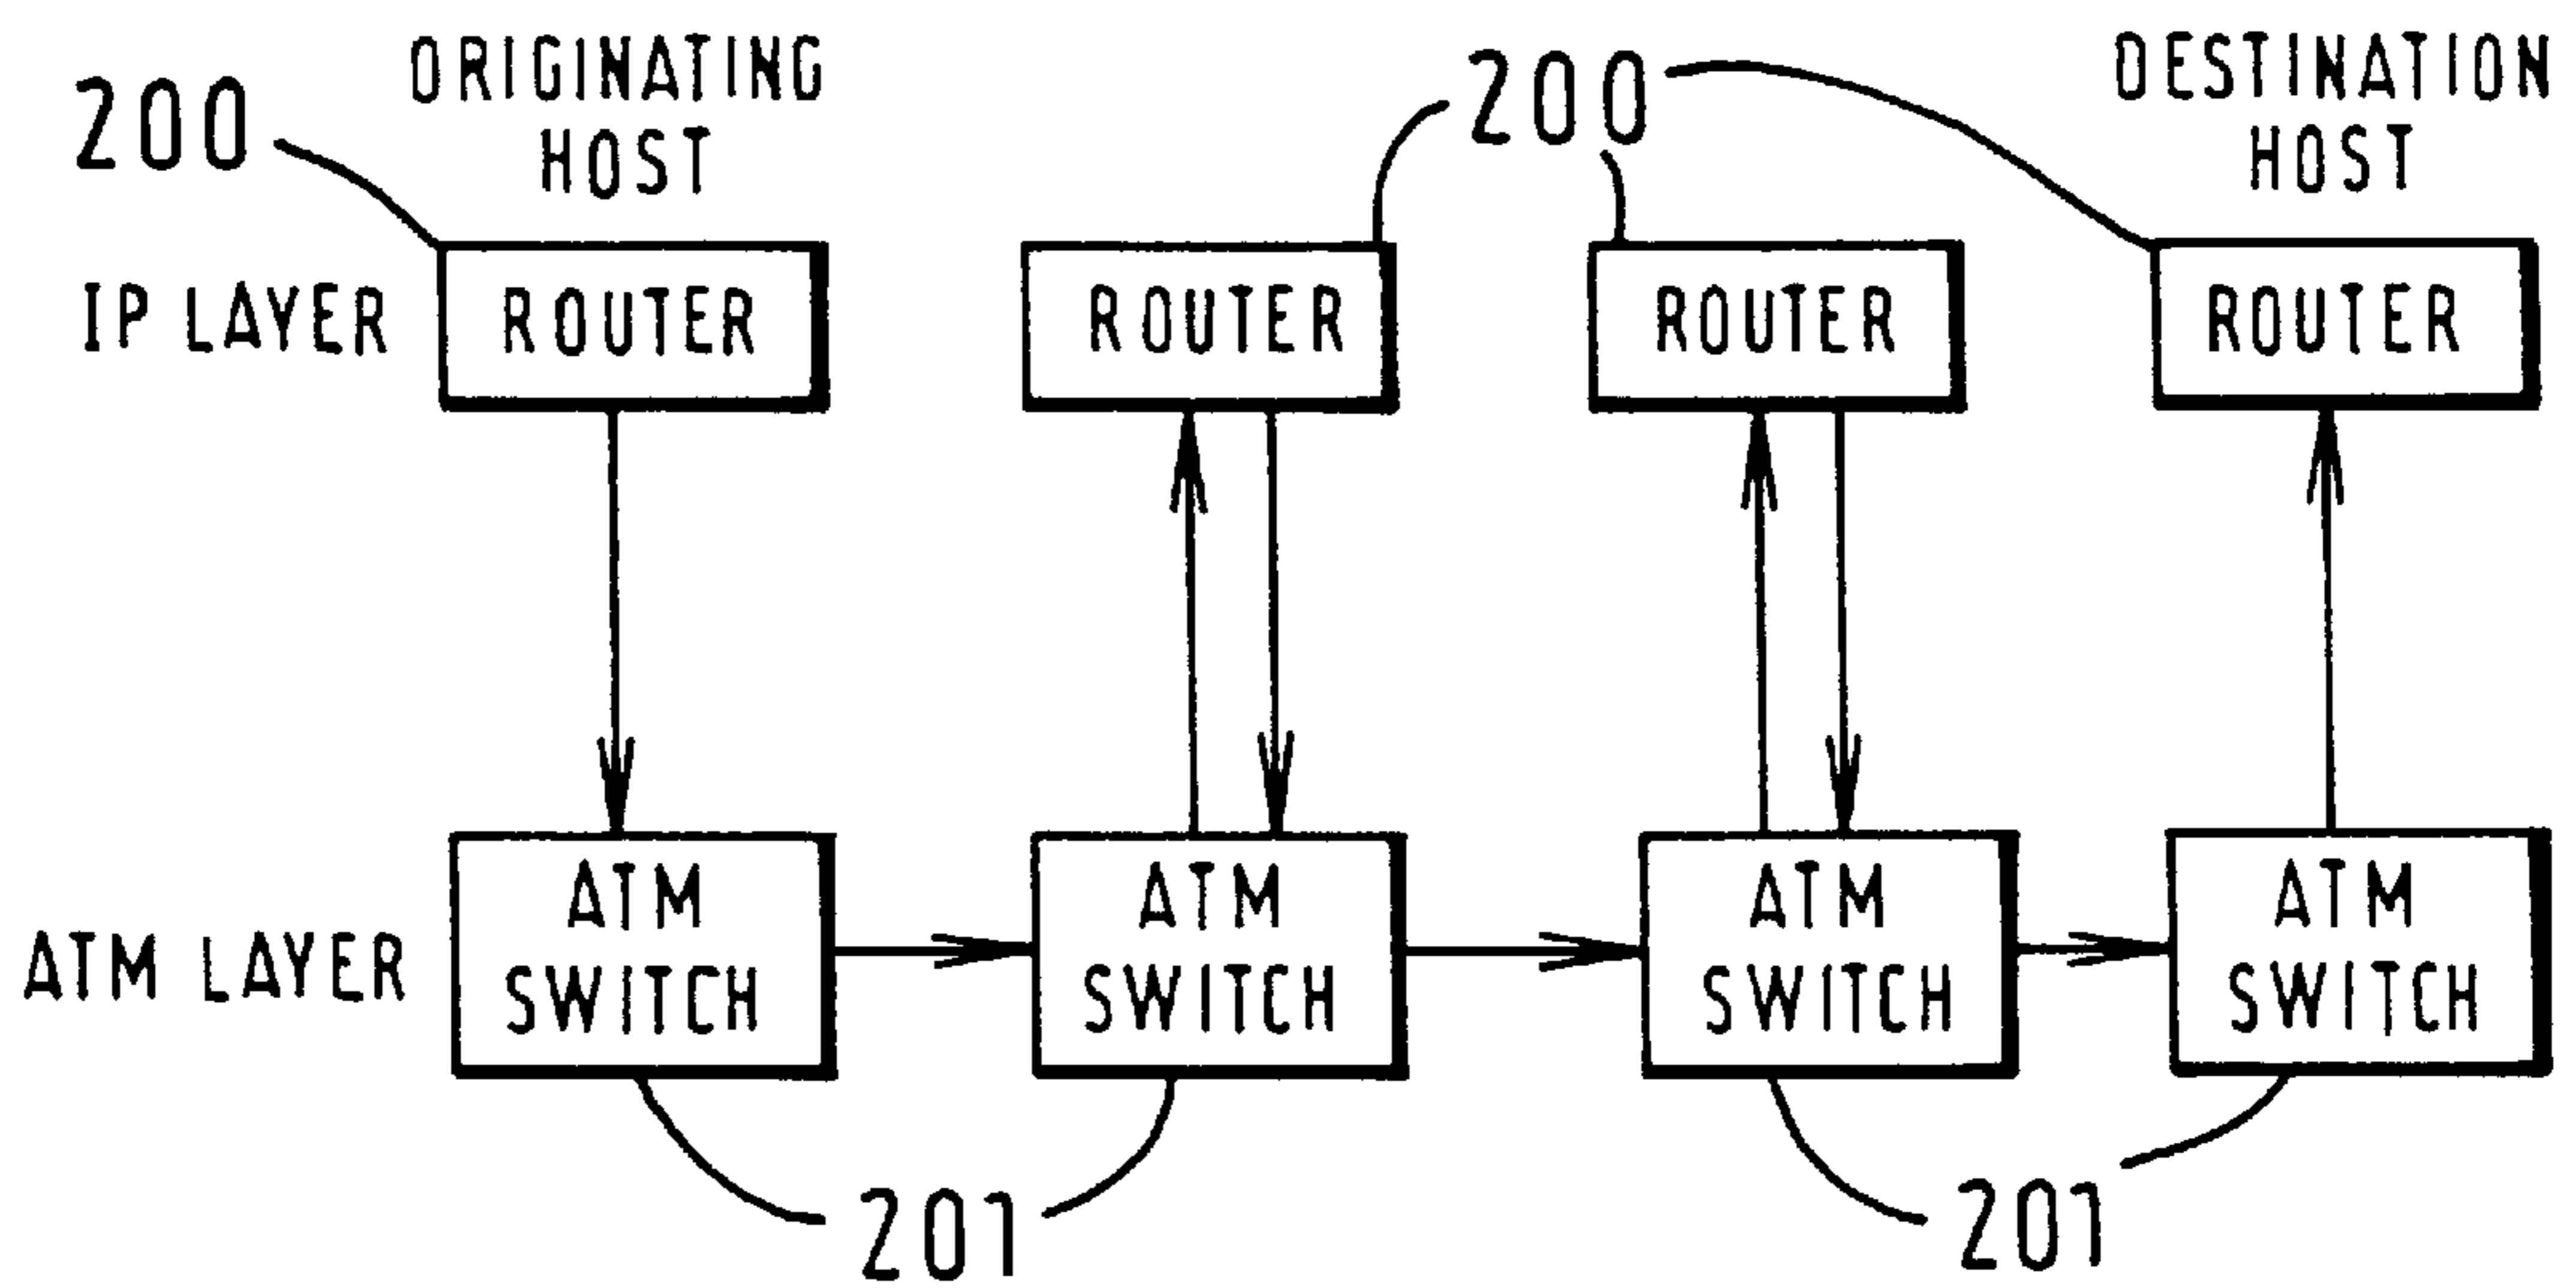 200
ORIGINATING
HOST
200
DESTINATION
HOST
IP LAYER
ROUTER
ROUTER
ROUTER
ROUTER
ATM LAYER
ATM
SWITCH
ATM
SWITCH
ATM
SWITCH
ATM
SWITCH
201
201